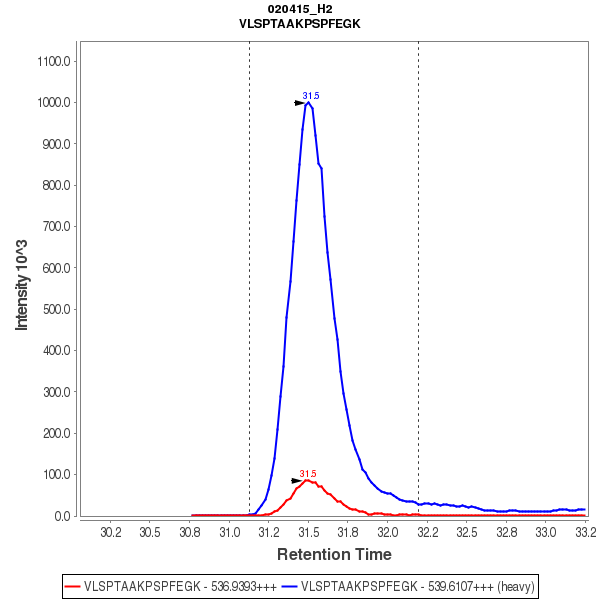 020415_H2
VLSPTAAKPSPFEGK
1100.0
1000.0
900.0
800.0
700.0
600.0
500.0
400.0
300.0
200.0
100.0
0.0
Intensity 10^3
31.5
31.5
30.2 30.5 30.8 31.0 31.2 31.5 31.8 32.0 32.2 32.5 32.8 33.0 33.2
Retention Time
VLSPTAAKPSPFEGK - 536.9393+++ VLSPTAAKPSPFEGK - 539.6107+++ (heavy)